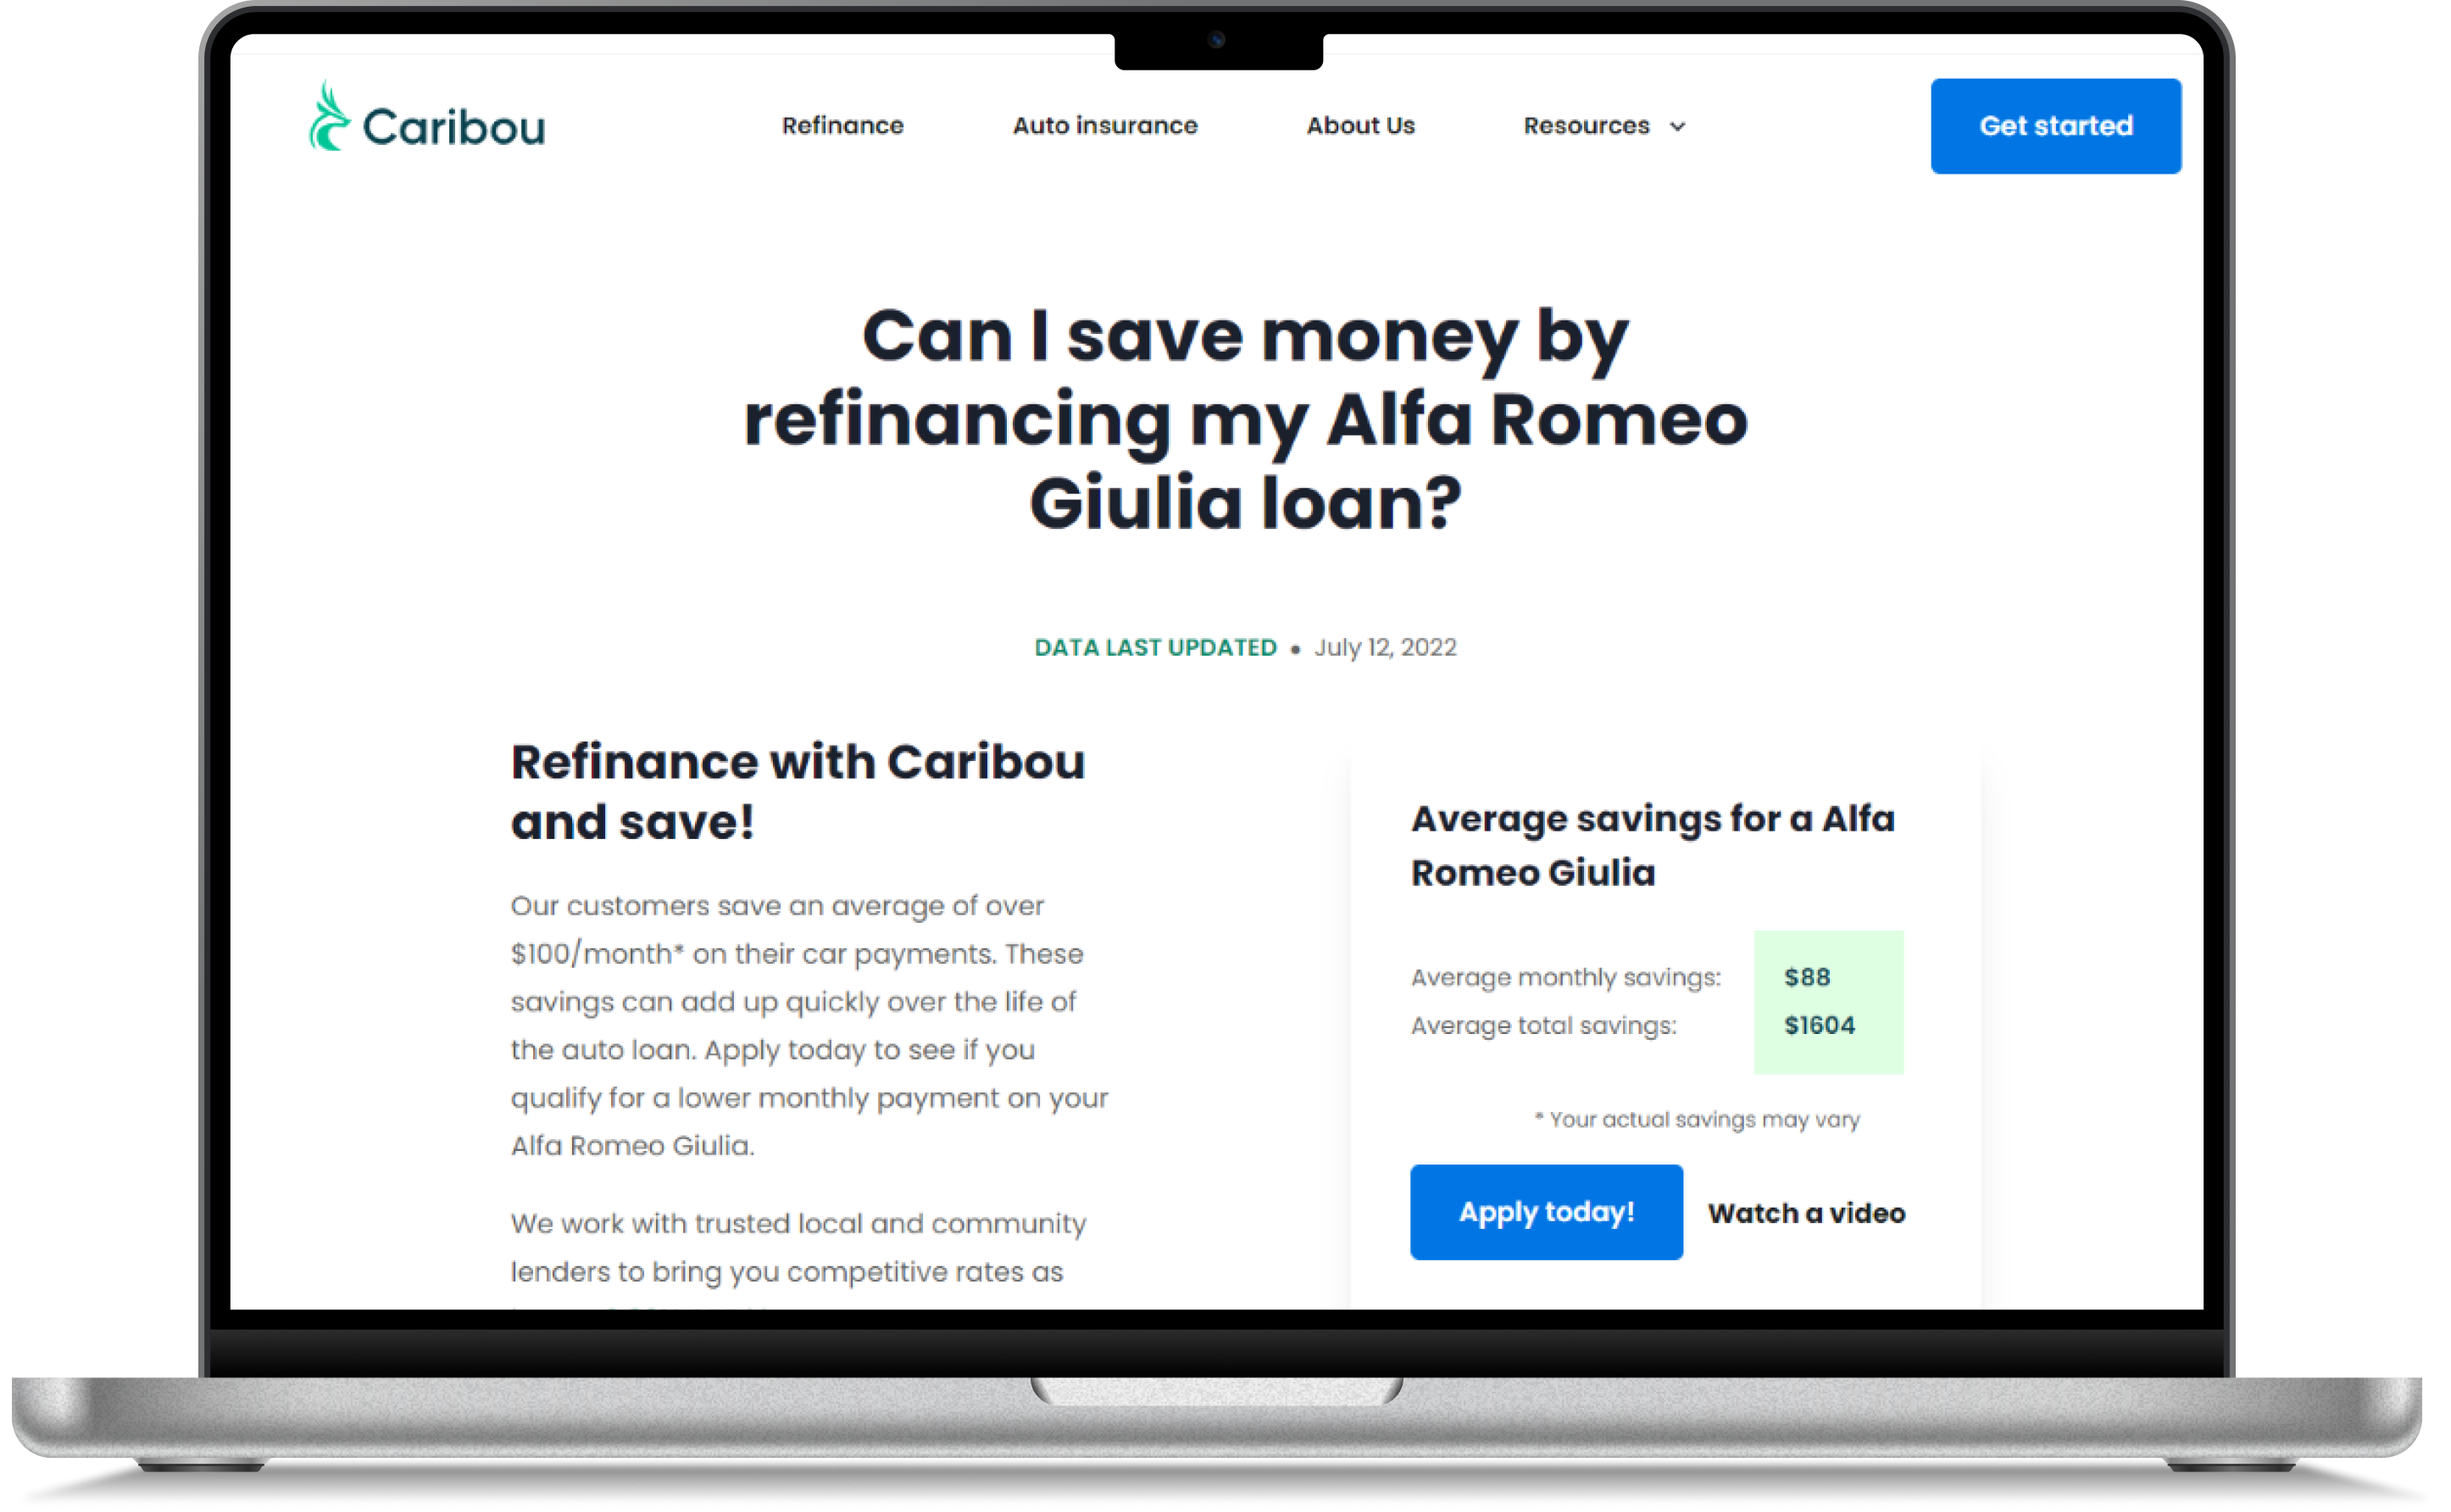 Caribou
Refinance
Auto insurance
About Us
Resources
Get started
Can I save money by
refinancing my Alfa Romeo
Giulia loan?
DATA LAST UPDATED • July 12, 2022
Refinance with Caribou
and save!
Our customers save an average of over
$100/month* on their car payments. These
savings can add up quickly over the life of
the auto loan. Apply today to see if you
qualify for a lower monthly payment on your
Alfa Romeo Giulia.
We work with trusted local and community
lenders to bring you competitive rates as
Average savings for a Alfa
Romeo Giulia
Average monthly savings: $88
Average total savings: $1604
* Your actual savings may vary
Apply today!
Watch a video